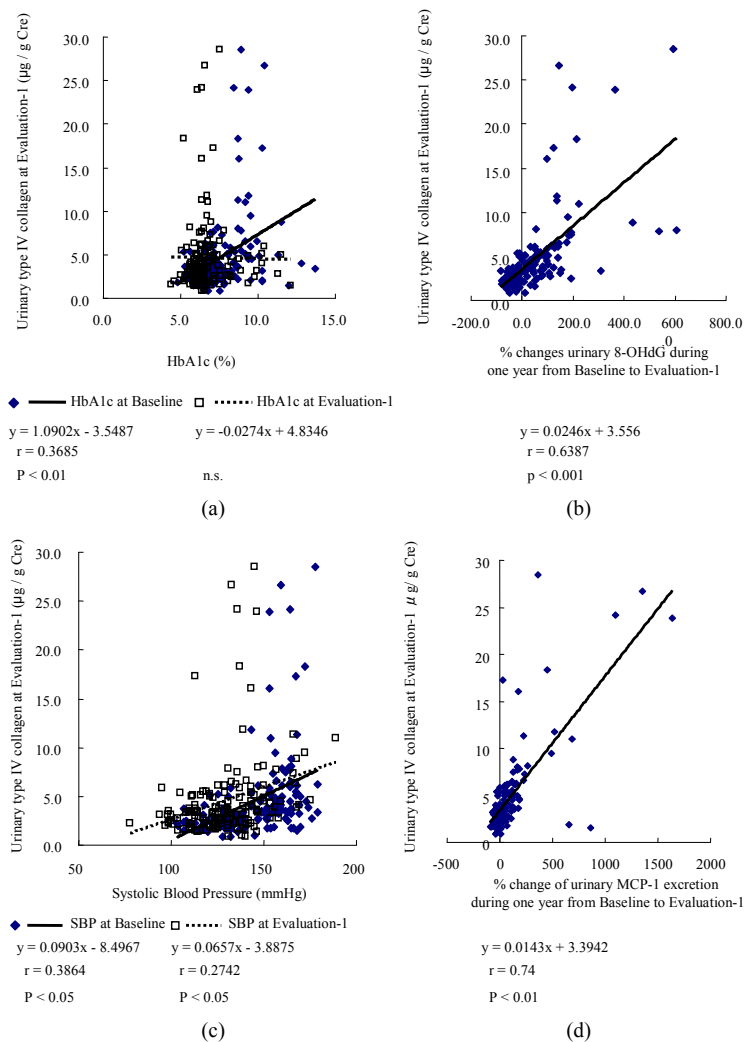 Urinary type IV collagen at Evaluation-1 (μg / g Cre)
30.0
25.0
20.0
15.0
10.0
5.0
0.0
0.0 5.0 10.0 15.0
HbA1c (%)
HbA1c at Baseline HbA1c at Evaluation-1
y = 1.0902x - 3.5487 y = -0.0274x + 4.8346
r = 0.3685
P < 0.01 n.s.
(a)
Urinary type IV collagen at Evaluation-1 (μg / g Cre)
30.0
25.0
20.0
15.0
10.0
5.0
0.0
-200.0 0.0 200.0 400.0 600.0 800.0
% changes urinary 8-OHdG during
one year from Baseline to Evaluation-1
y = 0.0246x + 3.556
r = 0.6387
p < 0.001
(b)
Urinary type IV collagen at Evaluation-1 (μg / g Cre)
30.0
25.0
20.0
15.0
10.0
5.0
0.0
50 100 150 200
Systolic Blood Pressure (mmHg)
SBP at Baseline SBP at Evaluation-1
y = 0.0903x - 8.4967 y = 0.0657x - 3.8875
r = 0.3864 r = 0.2742
P < 0.05 P < 0.05
(c)
Urinary type IV collagen at Evaluation-1 μ g / g Cre)
30
25
20
15
10
5
0
-500 0 500 1000 1500 2000
% change of urinary MCP-1 excretion
during one year from Baseline to Evaluation-1
y = 0.0143x + 3.3942
r = 0.74
P < 0.01
(d)